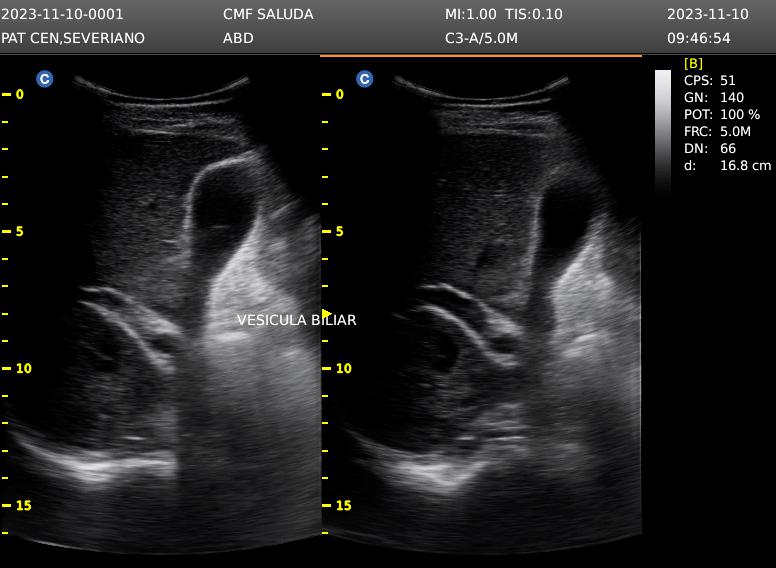 2023-11-10-0001 CMF SALUDA MI:1.00 TIS:0.10 2023-11-10
PAT CEN,SEVERIANO ABD C3-A/5.0M 09:46:54
[B]
C C CPS: 51
0 0 GN: 140
POT: 100 %
FRC: 5.0M
DN: 66
d: 16.8 cm
5 5
VESICULA BILIAR
10 10
15 15